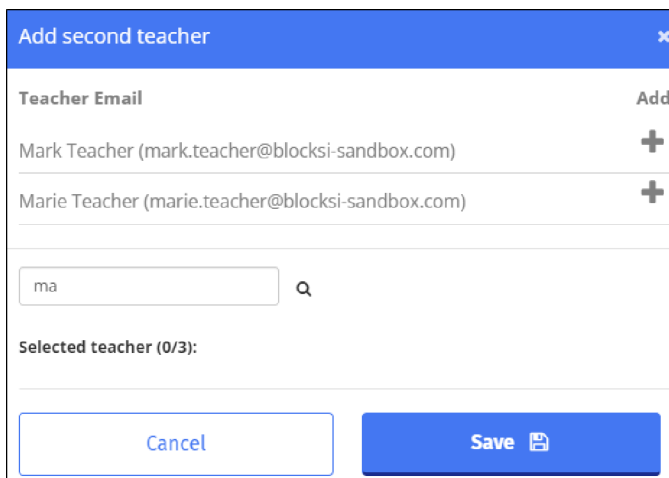 Add second teacher ×
Teacher Email Add
Mark Teacher (mark.teacher@blocksi-sandbox.com)
Marie Teacher (marie.teacher@blocksi-sandbox.com)
ma
Selected teacher (0/3):
Cancel Save